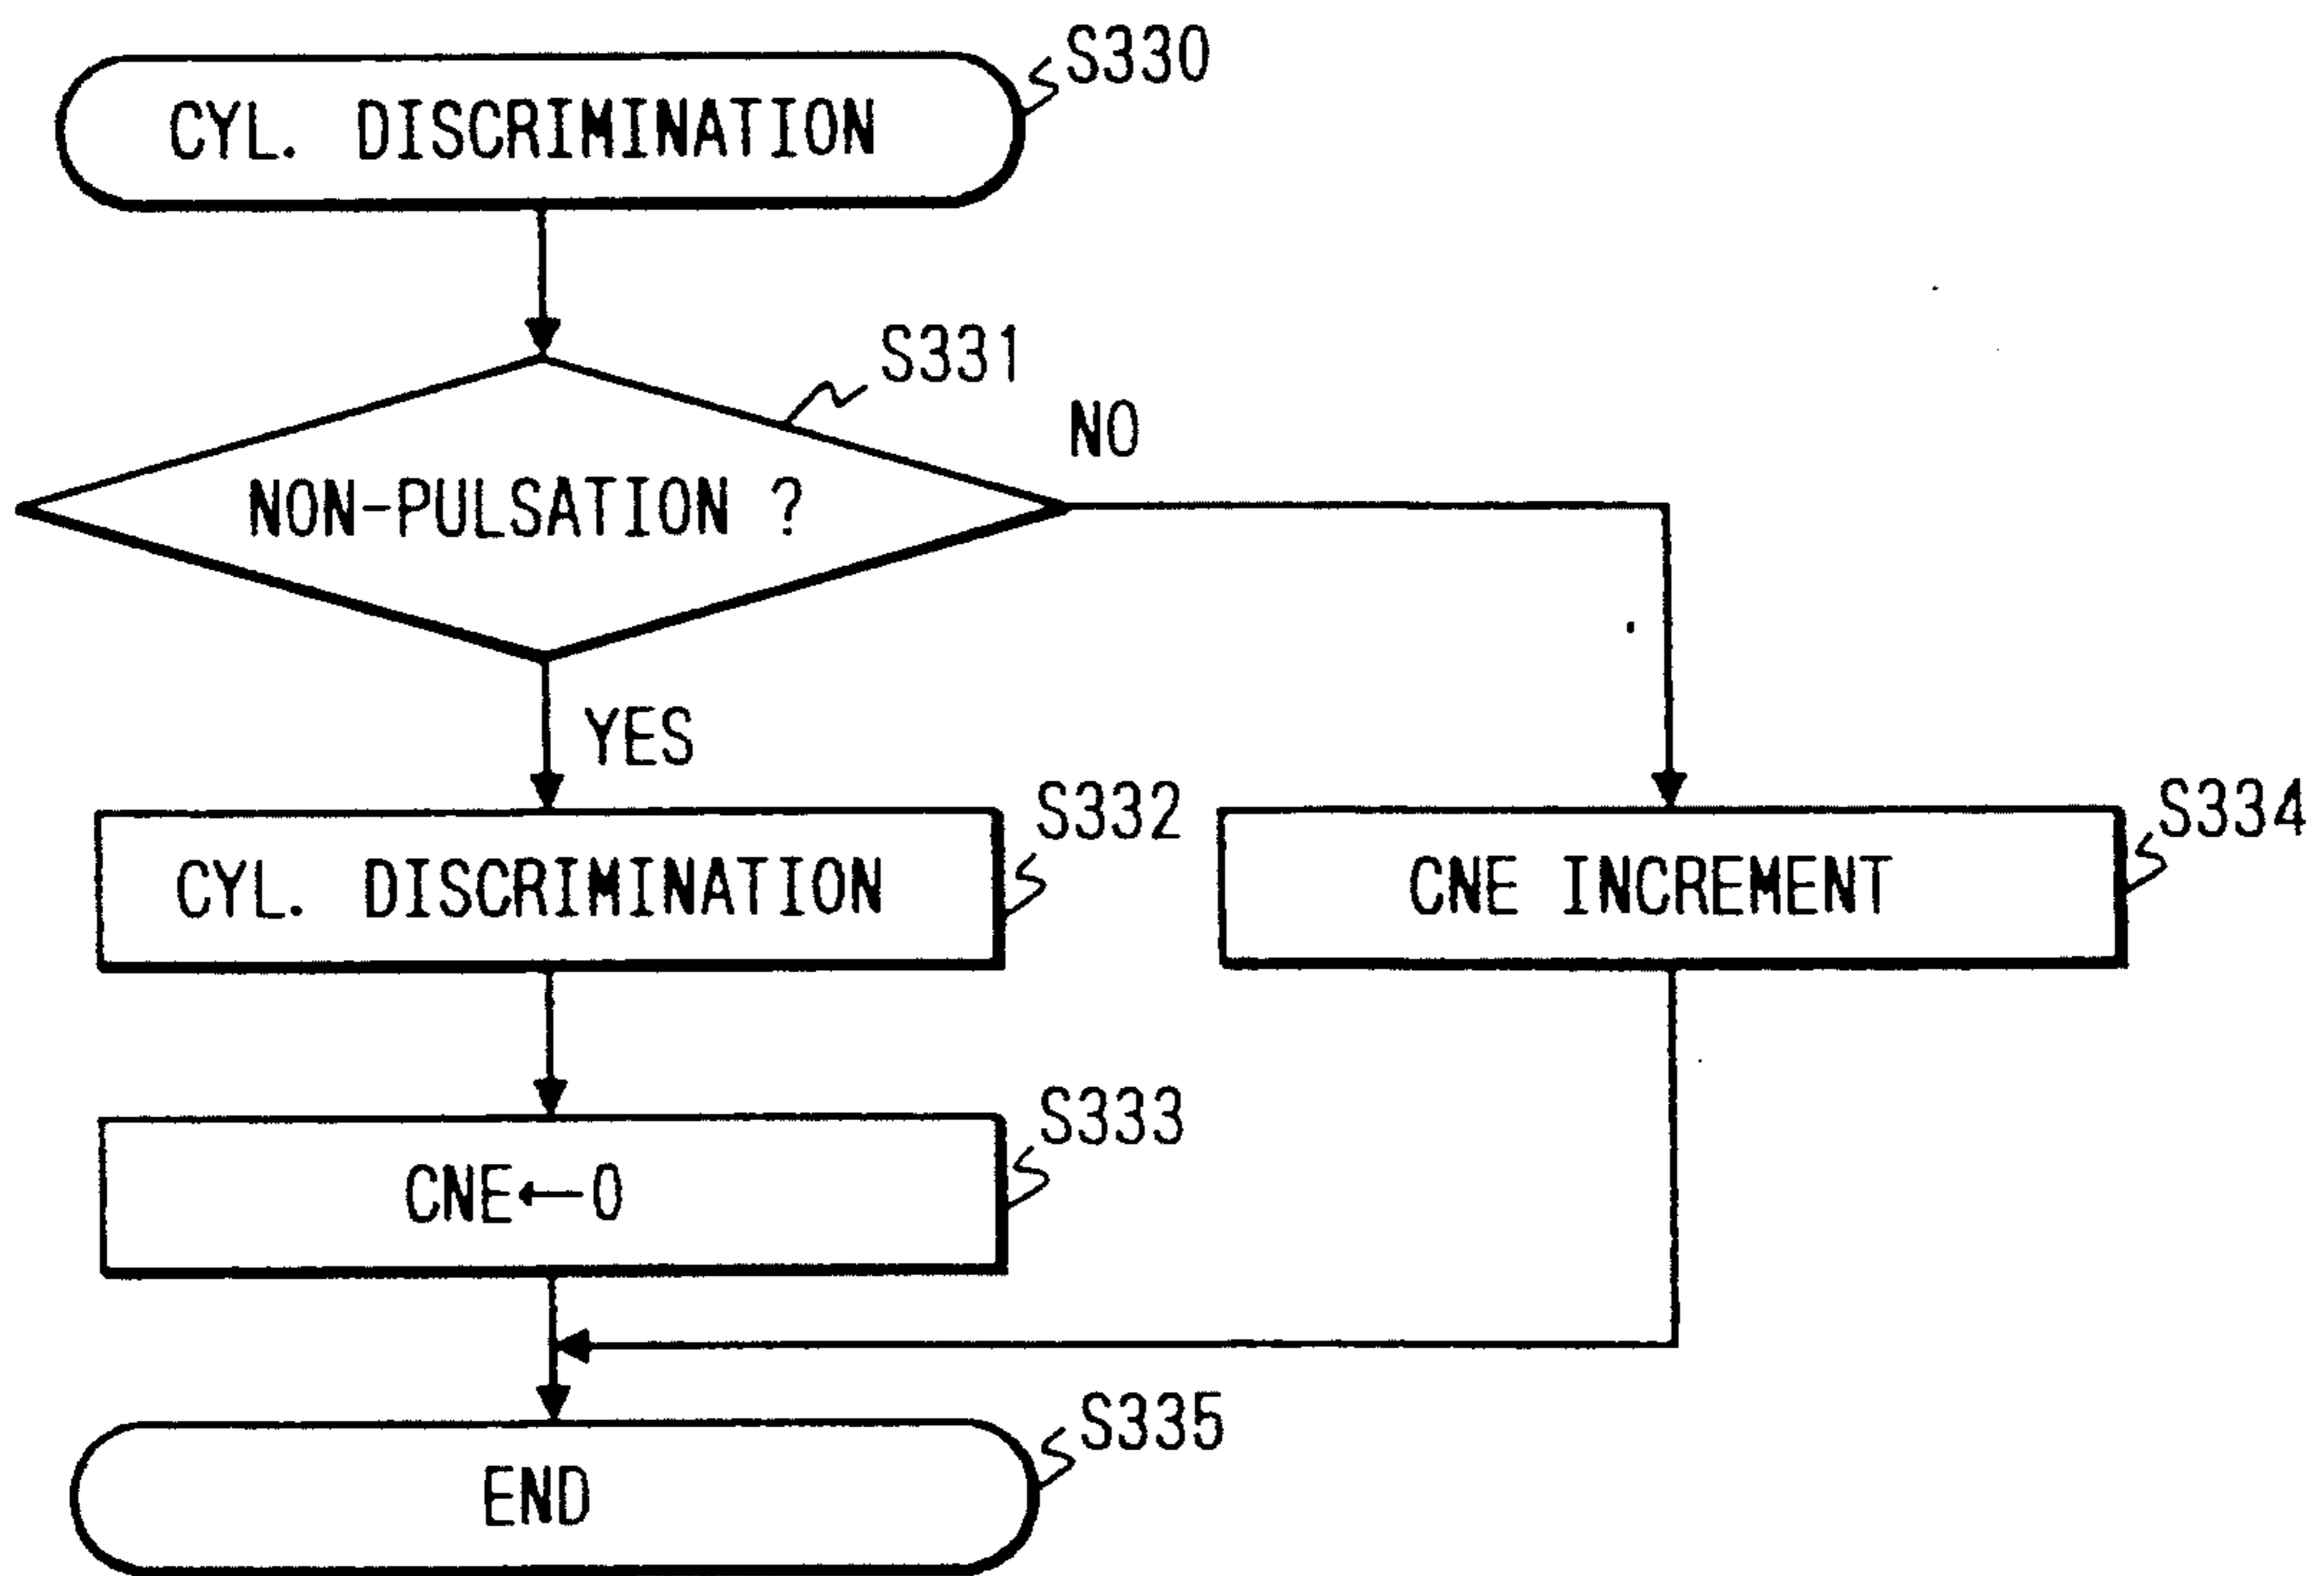 S330
CYL. DISCRIMINATION
S331
NO
NON-PULSATION ?
YES
S332
S334
CYL. DISCRIMINATION
CNE INCREMENT
S333
CNE←0
S335
END